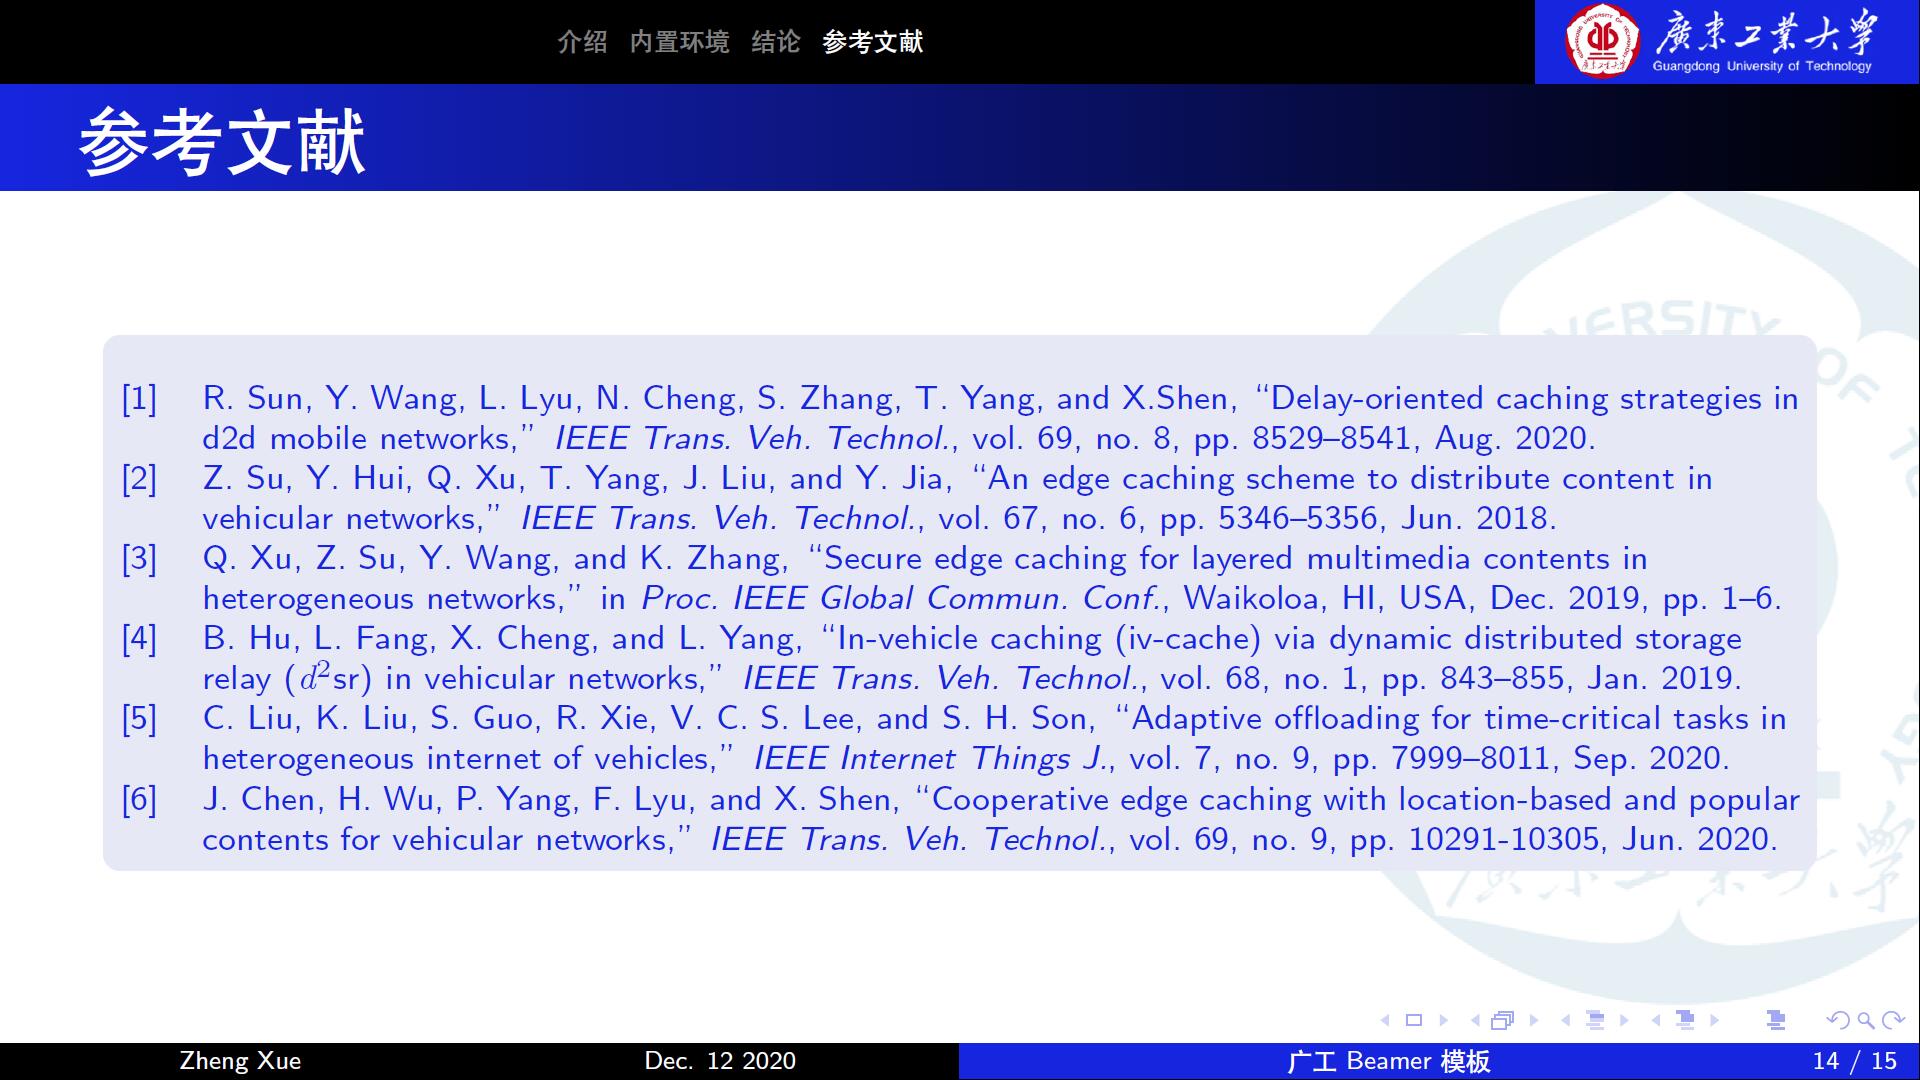 介绍 内置环境 结论 参考文献
廣東工業大學
Guangdong University of Technology
参考文献
[1] R. Sun, Y. Wang, L. Lyu, N. Cheng, S. Zhang, T. Yang, and X.Shen, “Delay-oriented caching strategies in
d2d mobile networks,” IEEE Trans. Veh. Technol., vol. 69, no. 8, pp. 8529–8541, Aug. 2020.
[2] Z. Su, Y. Hui, Q. Xu, T. Yang, J. Liu, and Y. Jia, “An edge caching scheme to distribute content in
vehicular networks,” IEEE Trans. Veh. Technol., vol. 67, no. 6, pp. 5346–5356, Jun. 2018.
[3] Q. Xu, Z. Su, Y. Wang, and K. Zhang, “Secure edge caching for layered multimedia contents in
heterogeneous networks,” in Proc. IEEE Global Commun. Conf., Waikoloa, HI, USA, Dec. 2019, pp. 1–6.
[4] B. Hu, L. Fang, X. Cheng, and L. Yang, “In-vehicle caching (iv-cache) via dynamic distributed storage
relay (d²sr) in vehicular networks,” IEEE Trans. Veh. Technol., vol. 68, no. 1, pp. 843–855, Jan. 2019.
[5] C. Liu, K. Liu, S. Guo, R. Xie, V. C. S. Lee, and S. H. Son, “Adaptive offloading for time-critical tasks in
heterogeneous internet of vehicles,” IEEE Internet Things J., vol. 7, no. 9, pp. 7999–8011, Sep. 2020.
[6] J. Chen, H. Wu, P. Yang, F. Lyu, and X. Shen, “Cooperative edge caching with location-based and popular
contents for vehicular networks,” IEEE Trans. Veh. Technol., vol. 69, no. 9, pp. 10291-10305, Jun. 2020.
Zheng Xue
Dec. 12 2020
广工 Beamer 模板
14 / 15